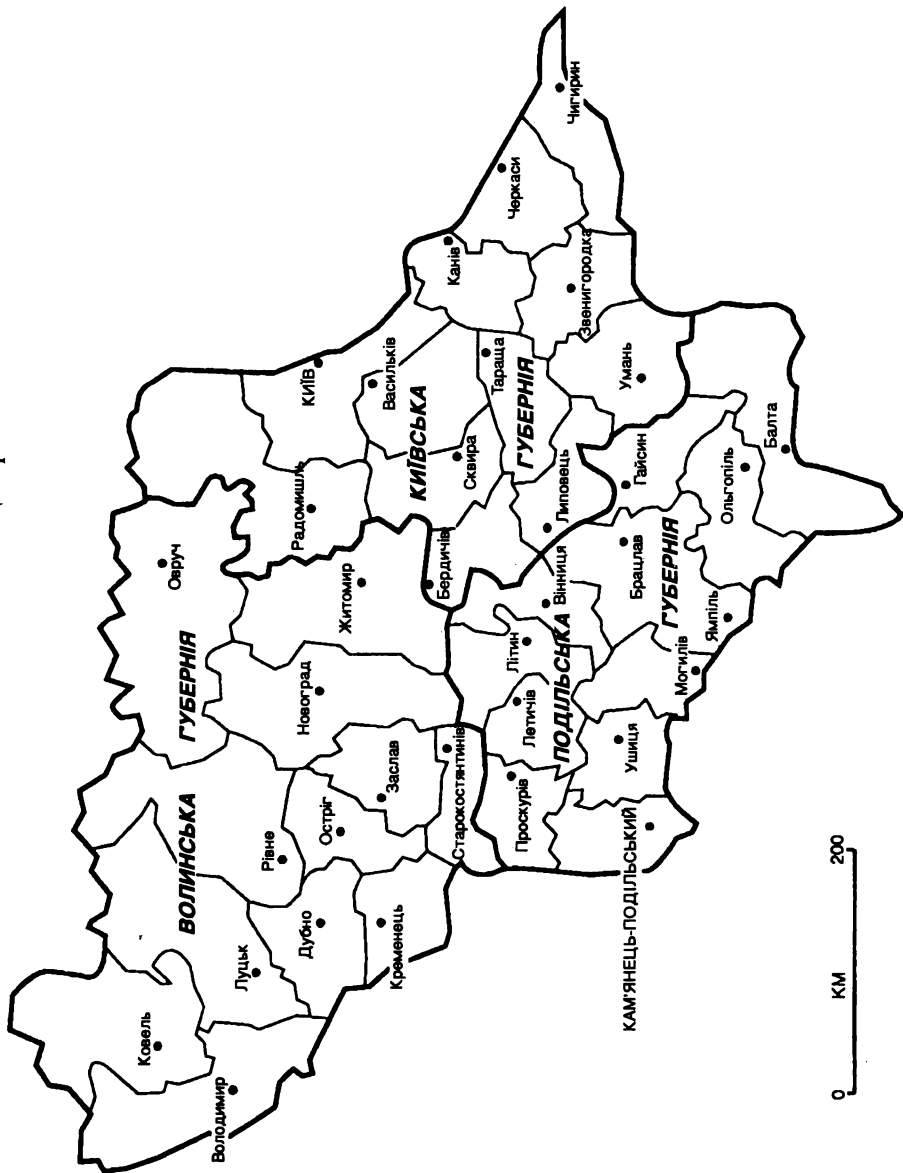 ВОЛИНСЬКА
ГУБЕРНІЯ
Ковель
Володимир
Луцьк
Рівне
Дубно
Остріг
Кременець
Заслав
Старокостянтинів
Новоград
Житомир
Овруч
КИЇВСЬКА
ГУБЕРНІЯ
Радомишль
КИЇВ
Васильків
Сквира
Бердичів
Тараща
Канів
Черкаси
Чигирин
Звенигородка
Липовець
Умань
ПОДІЛЬСЬКА
ГУБЕРНІЯ
Проскурів
Летичів
Літин
Вінниця
КАМ'ЯНЕЦЬ-ПОДІЛЬСЬКИЙ
Ушиця
Могилів
Ямпіль
Брацлав
Гайсин
Ольгопіль
Балта
0 КМ 200